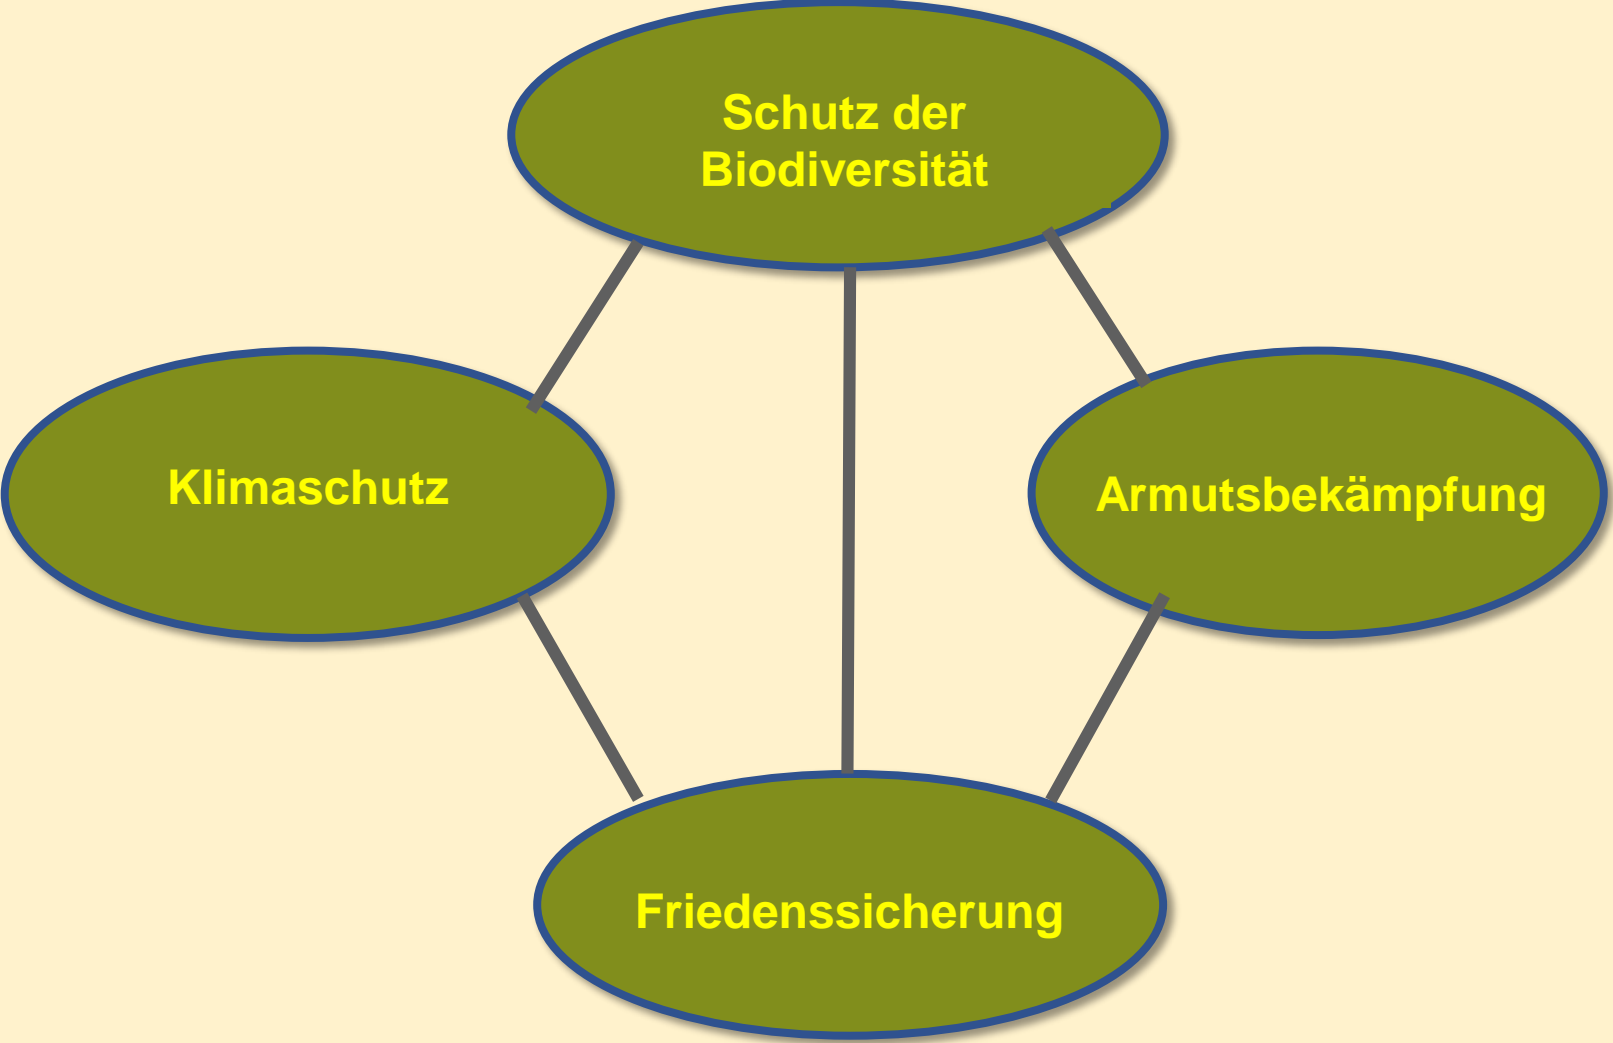 Schutz der
Biodiversität
Klimaschutz
Armutsbekämpfung
Friedenssicherung